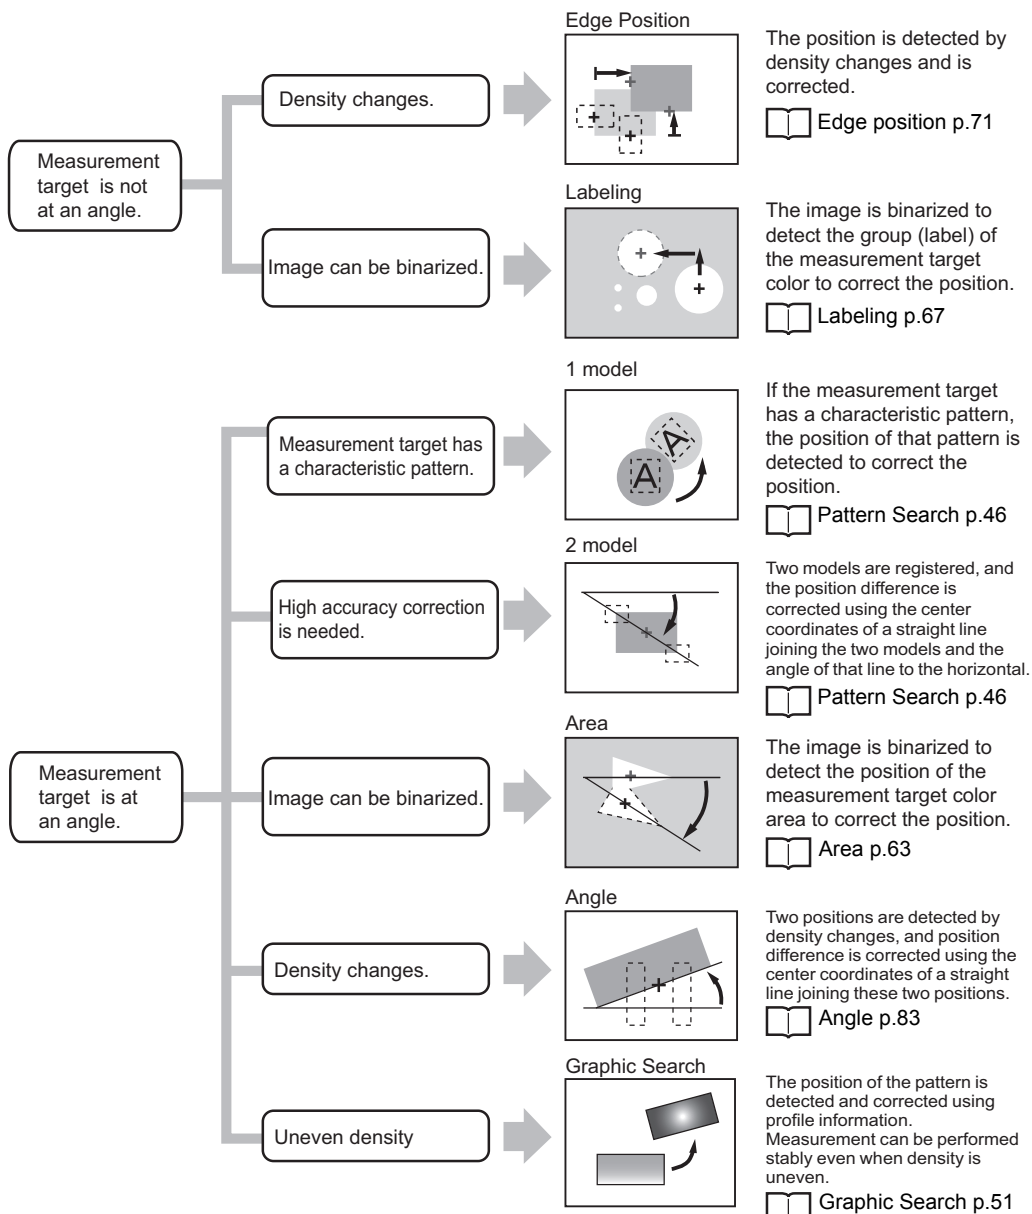 Measurement
target is not
at an angle.
Density changes.
Edge Position
The position is detected by
density changes and is
corrected.
Edge position p.71
Image can be binarized.
Labeling
The image is binarized to
detect the group (label) of
the measurement target
color to correct the position.
Labeling p.67
Measurement
target is at
an angle.
Measurement target has
a characteristic pattern.
1 model
A
A
If the measurement target
has a characteristic pattern,
the position of that pattern is
detected to correct the
position.
Pattern Search p.46
High accuracy correction
is needed.
2 model
Two models are registered, and
the position difference is
corrected using the center
coordinates of a straight line
joining the two models and the
angle of that line to the horizontal.
Pattern Search p.46
Image can be binarized.
Area
The image is binarized to
detect the position of the
measurement target color
area to correct the position.
Area p.63
Density changes.
Angle
Two positions are detected by
density changes, and position
difference is corrected using the
center coordinates of a straight
line joining these two positions.
Angle p.83
Uneven density
Graphic Search
The position of the pattern is
detected and corrected using
profile information.
Measurement can be performed
stably even when density is
uneven.
Graphic Search p.51